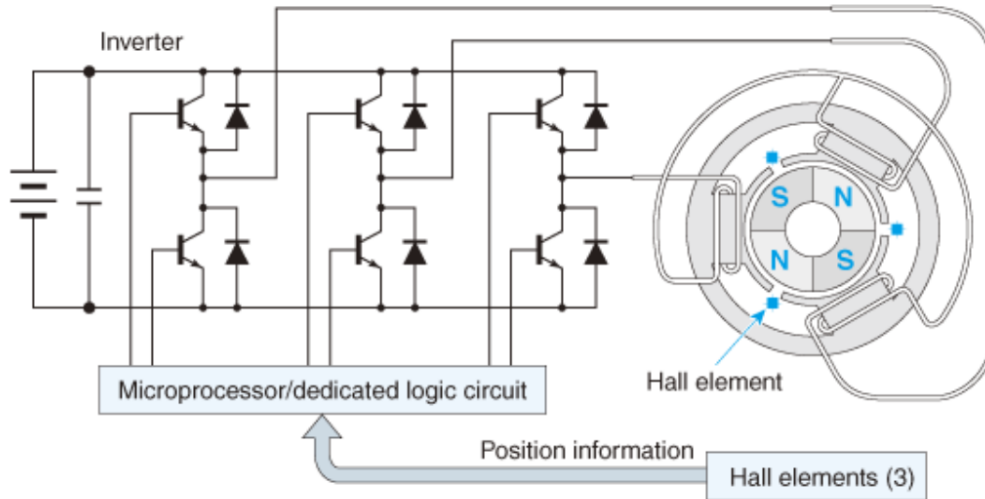 Inverter
S
N
N
S
Hall element
Microprocessor/dedicated logic circuit
Position information
Hall elements (3)